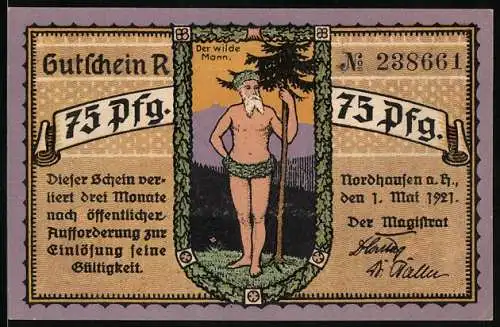 Gutschein R
Der wilde
Mann.
№ 238661
75 Pfg.
75 Pfg.
Dieser Schein ver-
liert drei Monate
nach öffentlicher
Aufforderung zur
Einlösung seine
Gültigkeit.
Nordhausen a. H.,
den 1. Mai 1921.
Der Magistrat